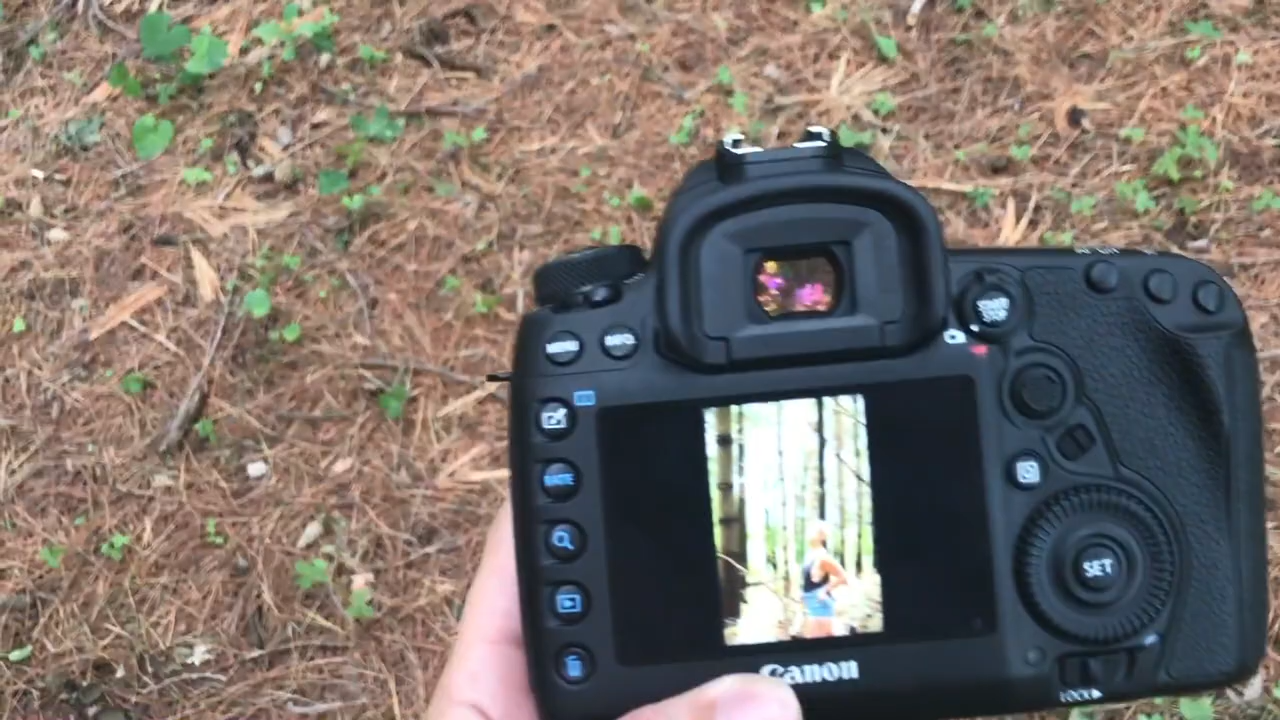 MENU
INFO.
START
STOP
RATE
SET
Canon
LOCK▶